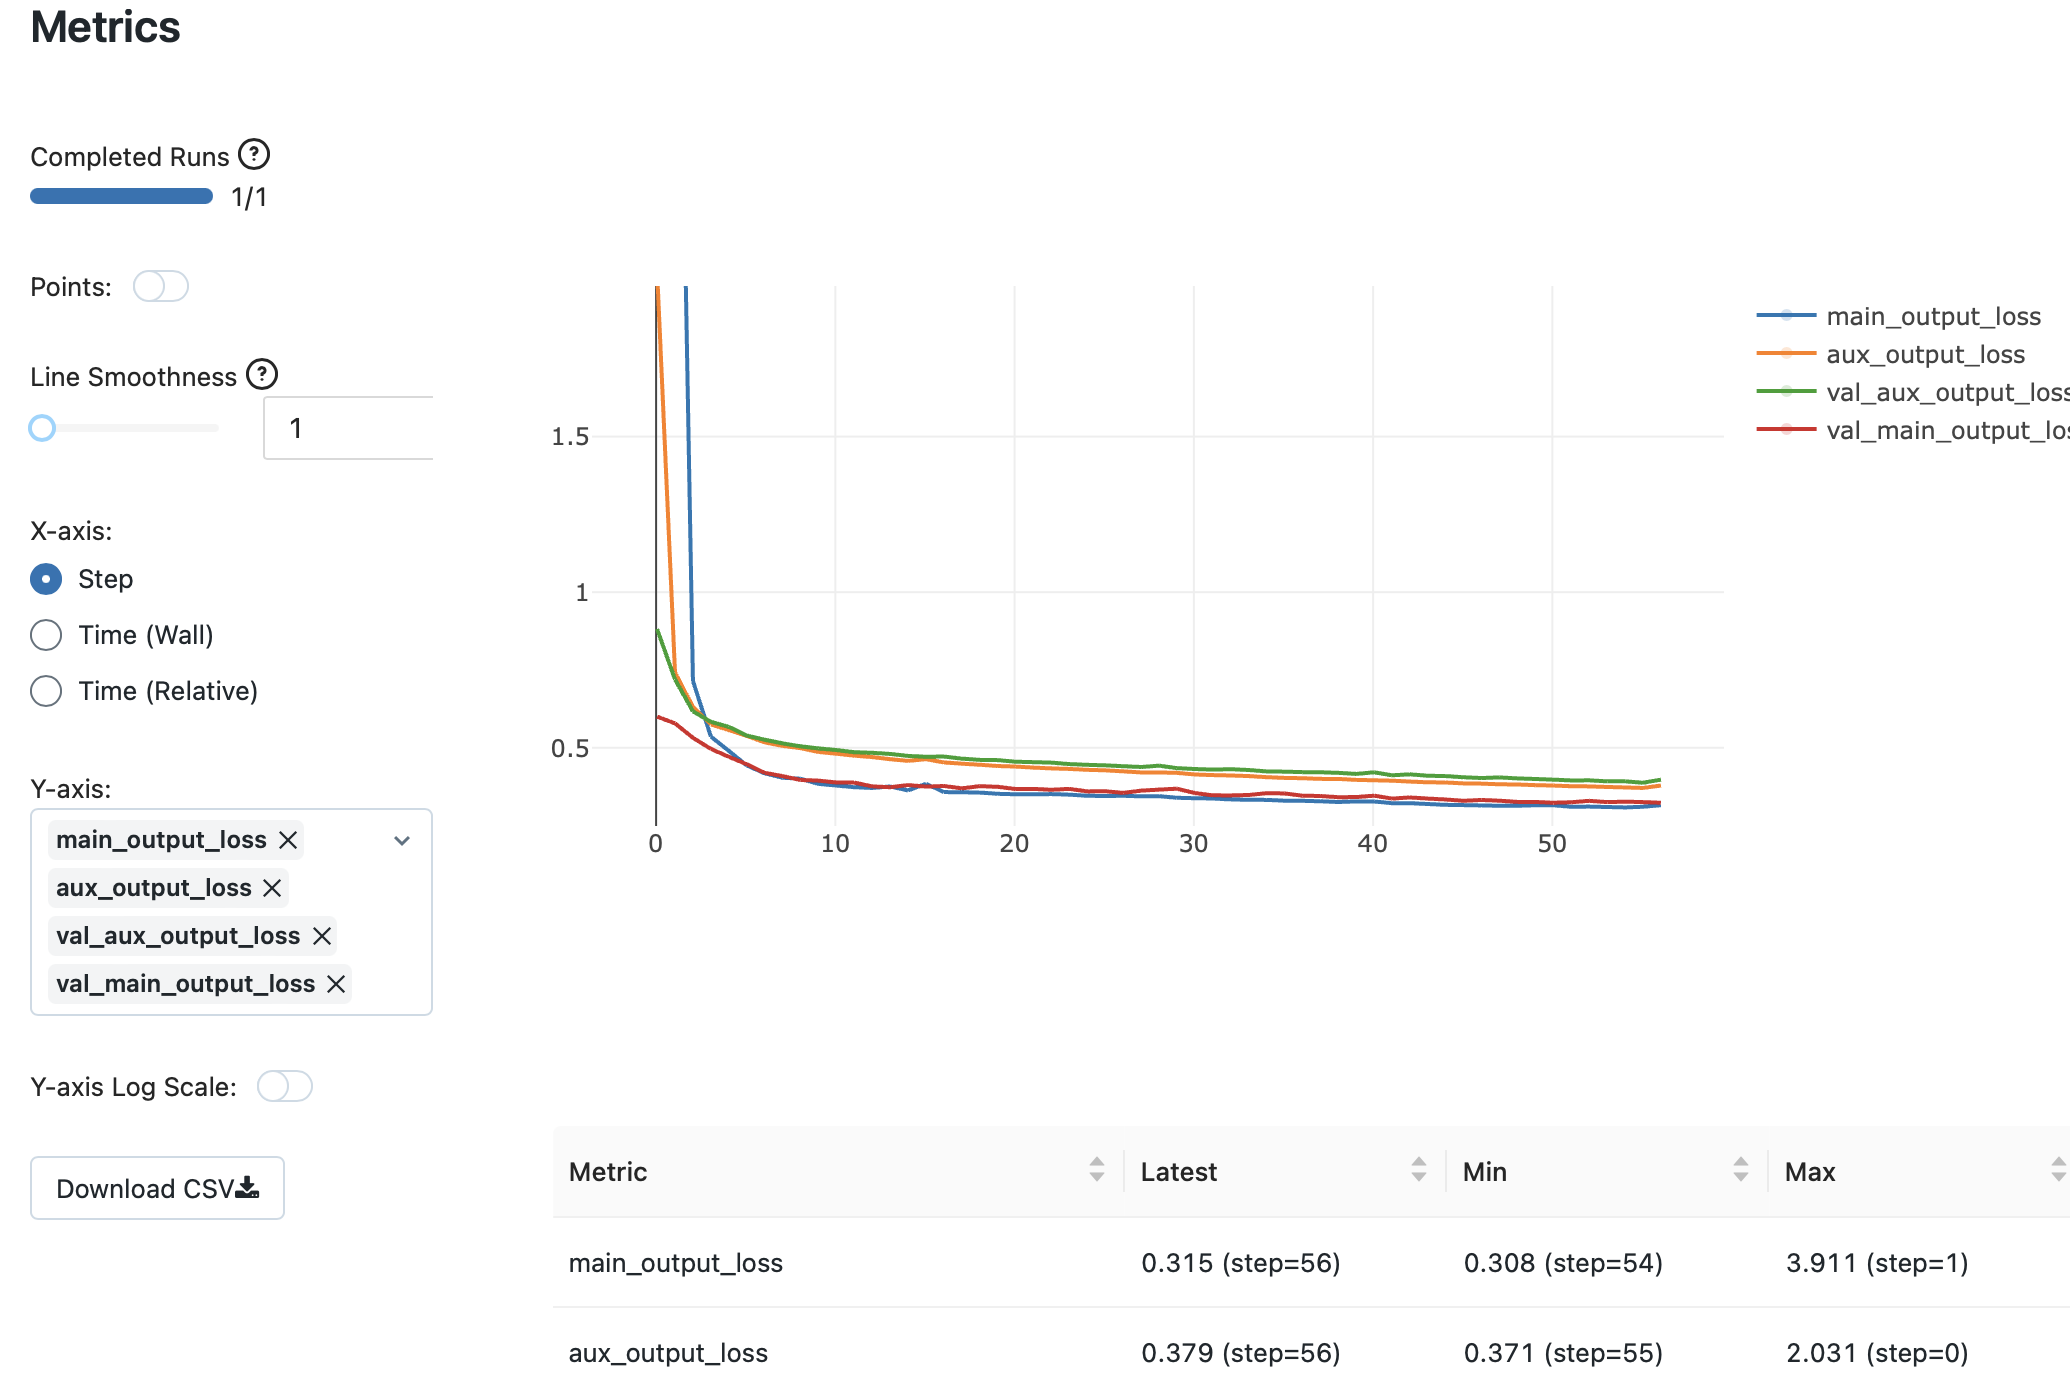 Metrics
Completed Runs ?
1/1
Points:
Line Smoothness ?
1
X-axis:
Step
Time (Wall)
Time (Relative)
Y-axis:
main_output_loss
aux_output_loss
val_aux_output_loss
val_main_output_loss
Y-axis Log Scale:
Download CSV
1.5
1
0.5
0 10 20 30 40 50
main_output_loss
aux_output_loss
val_aux_output_loss
val_main_output_los
Metric Latest Min Max
main_output_loss 0.315 (step=56) 0.308 (step=54) 3.911 (step=1)
aux_output_loss 0.379 (step=56) 0.371 (step=55) 2.031 (step=0)